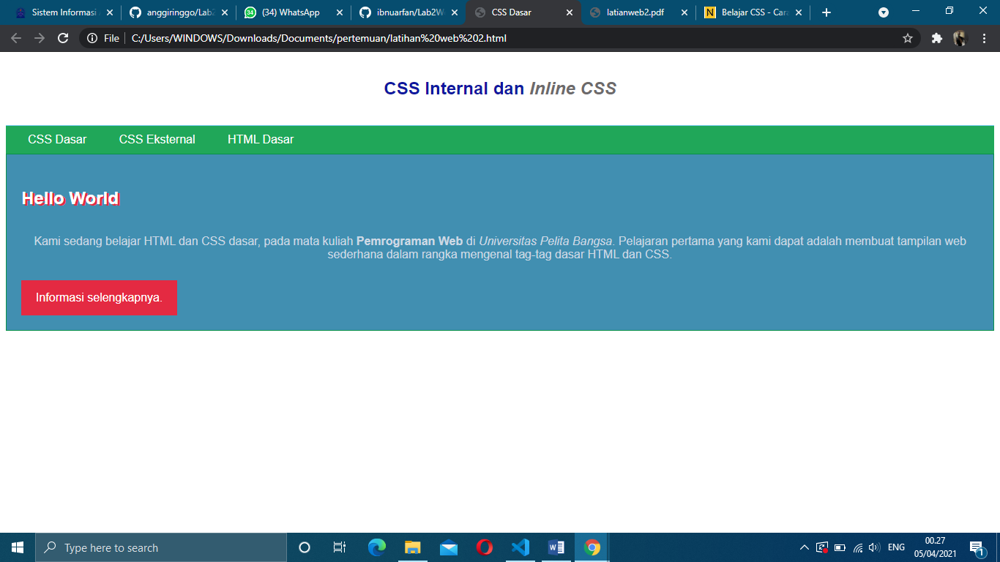 Sistem Informasi
anggiringgo/Lab2
(34) WhatsApp
ibnuarfan/Lab2W
CSS Dasar
latianweb2.pdf
N Belajar CSS - Cara
File C:/Users/WINDOWS/Downloads/Documents/pertemuan/latihan%20web%202.html
CSS Internal dan Inline CSS
CSS Dasar CSS Eksternal HTML Dasar
Hello World
Kami sedang belajar HTML dan CSS dasar, pada mata kuliah Pemrograman Web di Universitas Pelita Bangsa. Pelajaran pertama yang kami dapat adalah membuat tampilan web
sederhana dalam rangka mengenal tag-tag dasar HTML dan CSS.
Informasi selengkapnya.
Type here to search
ENG
00.27
05/04/2021
1